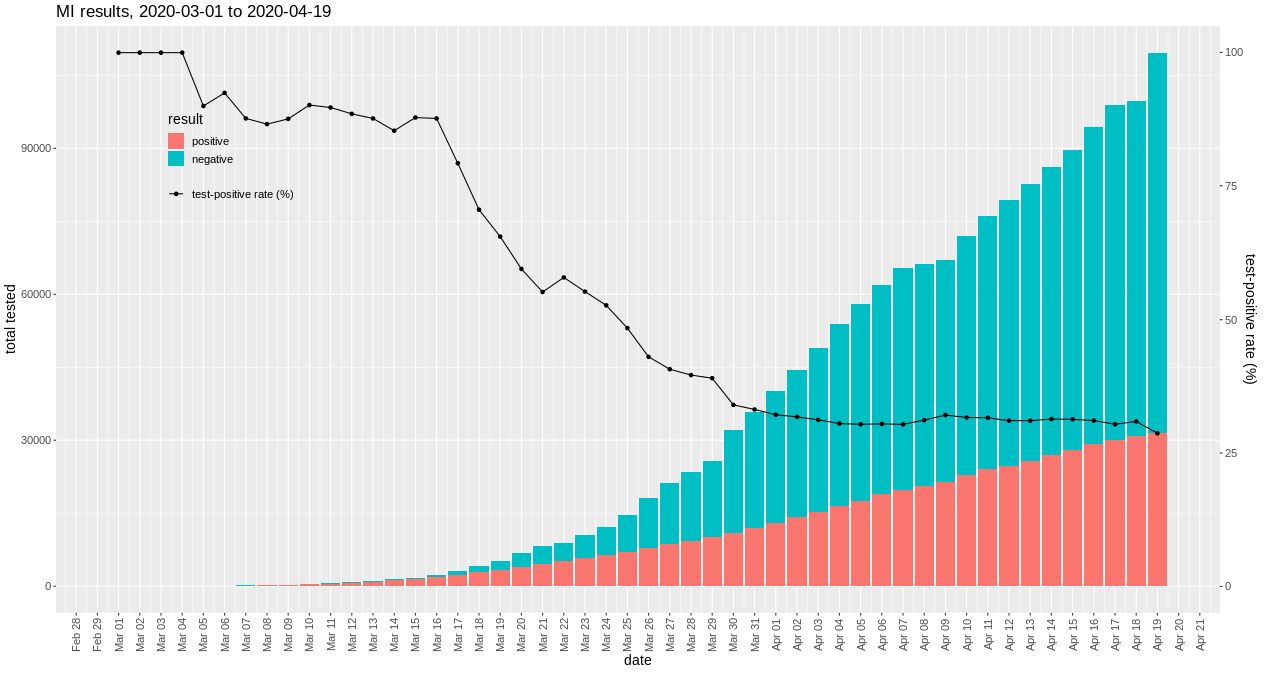 MI results, 2020-03-01 to 2020-04-19
total tested
90000
60000
30000
0
result
positive
negative
test-positive rate (%)
100
75
50
25
0
test-positive rate (%)
Feb 28
Feb 29
Mar 01
Mar 02
Mar 03
Mar 04
Mar 05
Mar 06
Mar 07
Mar 08
Mar 09
Mar 10
Mar 11
Mar 12
Mar 13
Mar 14
Mar 15
Mar 16
Mar 17
Mar 18
Mar 19
Mar 20
Mar 21
Mar 22
Mar 23
Mar 24
Mar 25
Mar 26
Mar 27
Mar 28
Mar 29
Mar 30
Mar 31
Apr 01
Apr 02
Apr 03
Apr 04
Apr 05
Apr 06
Apr 07
Apr 08
Apr 09
Apr 10
Apr 11
Apr 12
Apr 13
Apr 14
Apr 15
Apr 16
Apr 17
Apr 18
Apr 19
Apr 20
Apr 21
date